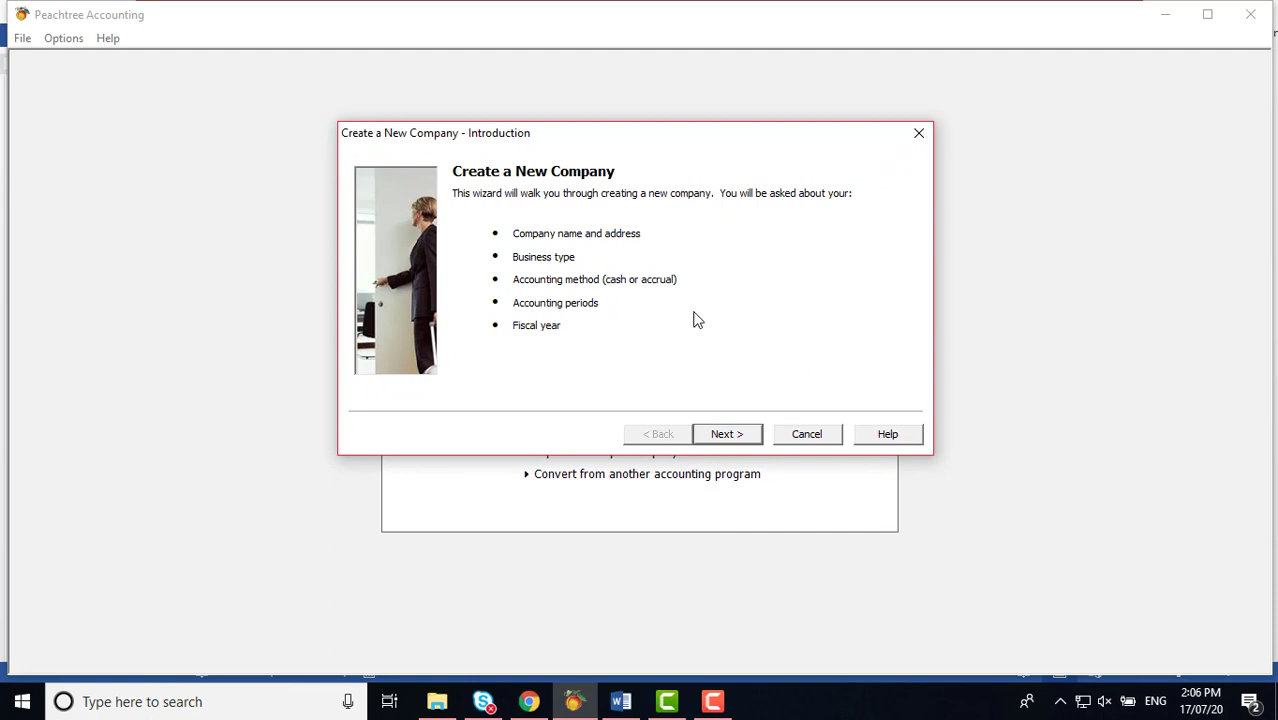 Peachtree Accounting
File Options Help
Create a New Company - Introduction
Create a New Company
This wizard will walk you through creating a new company. You will be asked about your:
• Company name and address
• Business type
• Accounting method (cash or accrual)
• Accounting periods
• Fiscal year
< Back Next > Cancel Help
Convert from another accounting program
Type here to search
ENG
2:06 PM
17/07/20
2